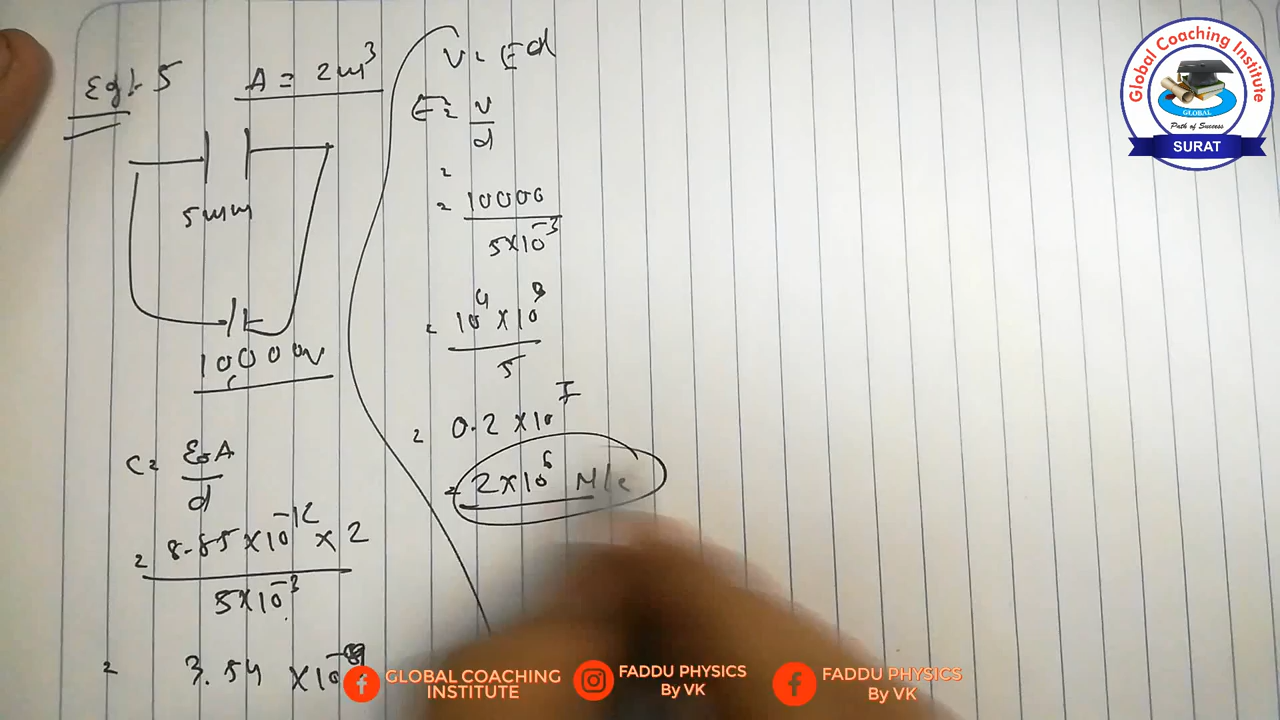 Eg:- 5
A = 2m³
5mm
10000V
C = ε₀A
d
= 8.85 × 10⁻¹² × 2
5×10⁻³
= 3.54 × 10
V = Ed
E = V
d
=
= 10000
5×10⁻³
= 10⁴ × 10³
5
= 0.2 × 10⁷
= 2×10⁶ N/c
Global Coaching Institute
GLOBAL
Path of Success
SURAT
GLOBAL COACHING
INSTITUTE
FADDU PHYSICS
By VK
FADDU PHYSICS
By VK